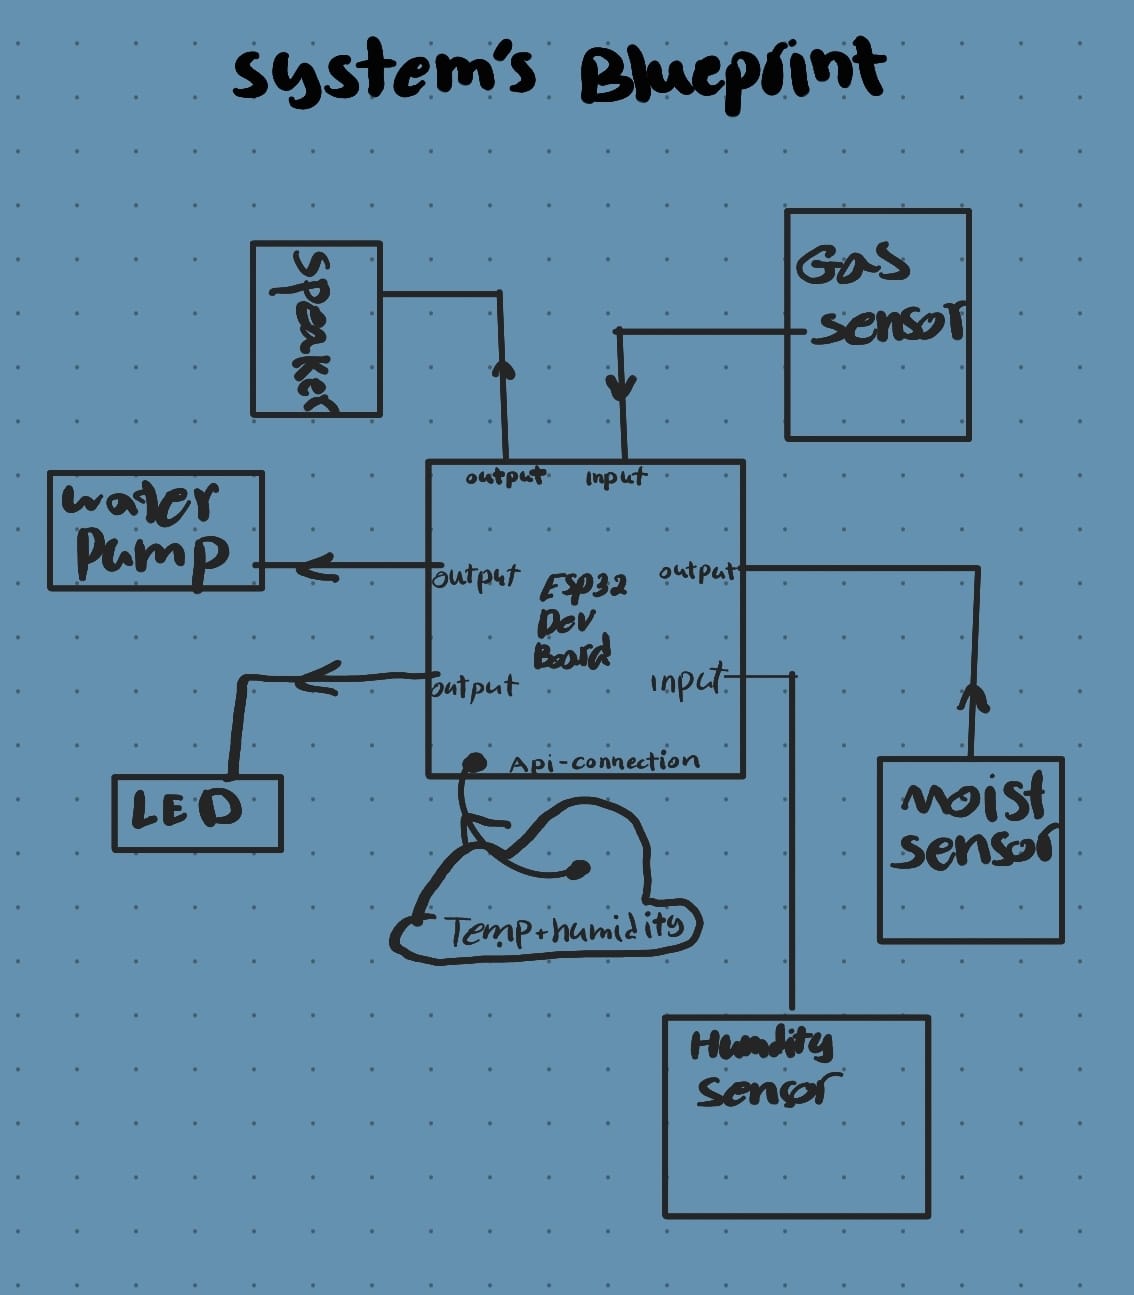 system's Blueprint
speaker
Gas
sensor
output
input
water
Pump
output
output
ESP32
Dev
Board
output
input
Api-connection
LED
Moist
sensor
Temp+humidity
Humdity
sensor